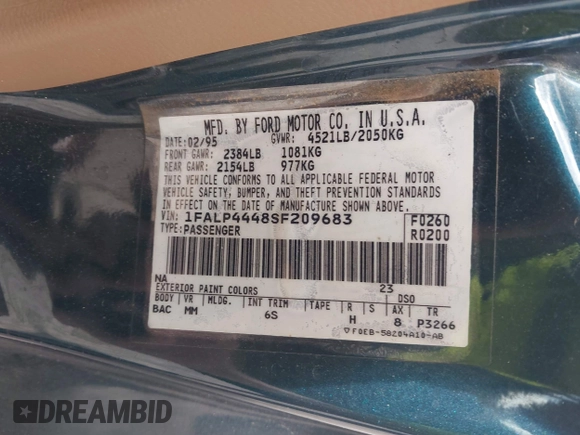 MFD. BY FORD MOTOR CO. IN U.S.A.
DATE: 02/95 GVWR: 4521LB/2050KG
FRONT GAWR: 2384LB 1081KG
REAR GAWR: 2154LB 977KG
THIS VEHICLE CONFORMS TO ALL APPLICABLE FEDERAL MOTOR
VEHICLE SAFETY, BUMPER, AND THEFT PREVENTION STANDARDS
IN EFFECT ON THE DATE OF MANUFACTURE SHOWN ABOVE.
VIN: 1FALP4448SF209683 F0260
TYPE: PASSENGER R0200
NA
EXTERIOR PAINT COLORS 23 DSO
BODY VR MLDG. INT TRIM TAPE R S AX TR
BAC MM 6S H 8 P3266
▽F0EB-58204A10-AB
DREAMBID